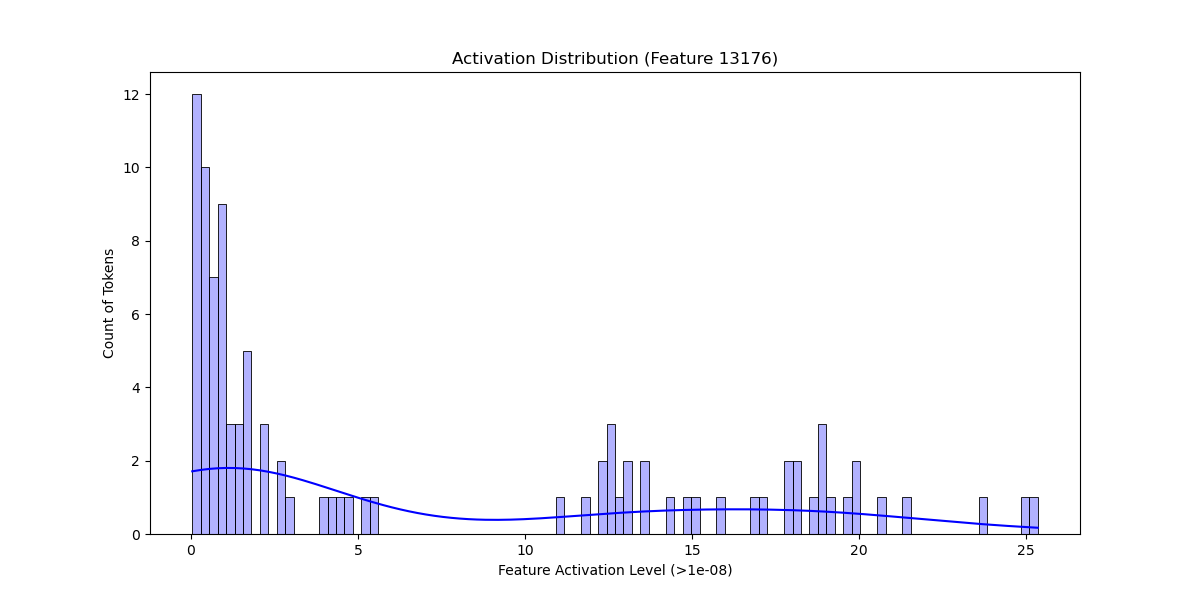 Activation Distribution (Feature 13176)
12
10
8
6
4
2
0
Count of Tokens
0 5 10 15 20 25
Feature Activation Level (>1e-08)